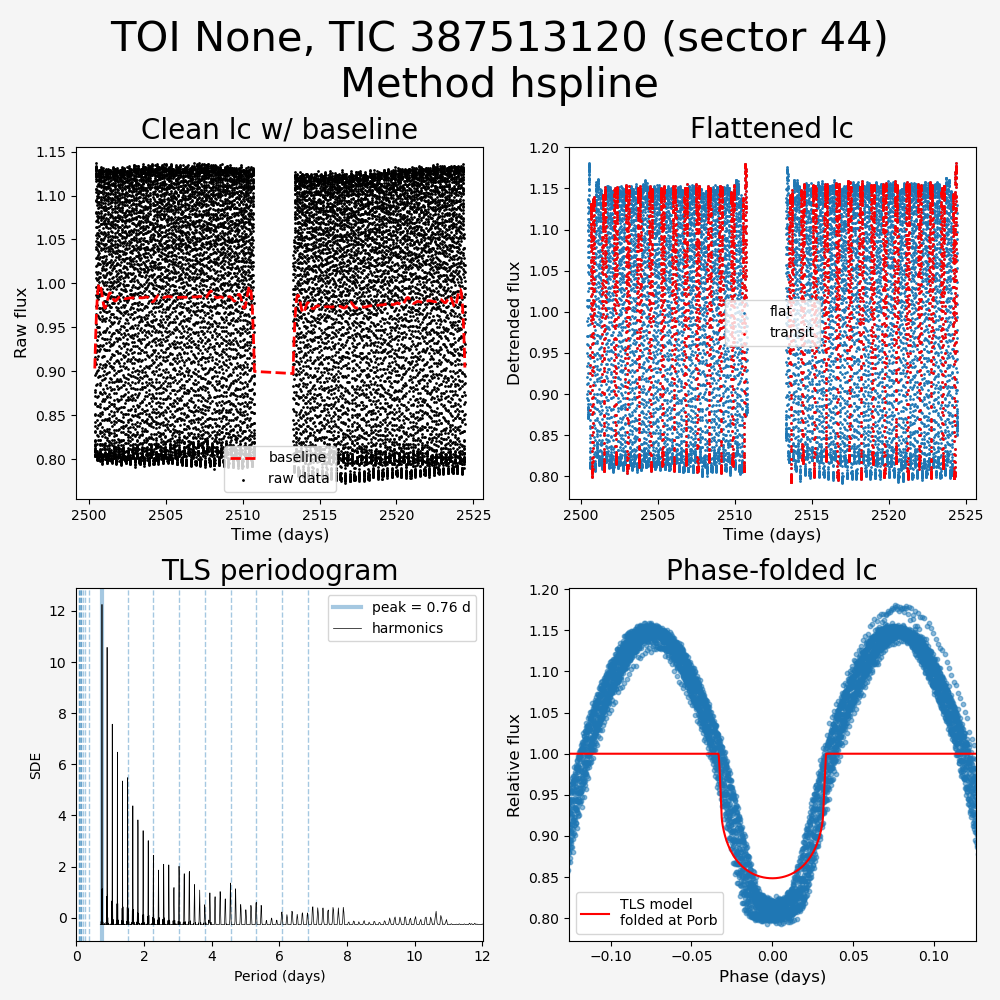 TOI None, TIC 387513120 (sector 44)
Method hspline
Clean lc w/ baseline
Raw flux
1.15
1.10
1.05
1.00
0.95
0.90
0.85
0.80
baseline
raw data
2500
2505
2510
2515
2520
2525
Time (days)
Flattened lc
Detrended flux
1.20
1.15
1.10
1.05
1.00
0.95
0.90
0.85
0.80
flat
transit
2500
2505
2510
2515
2520
2525
Time (days)
TLS periodogram
SDE
12
10
8
6
4
2
0
peak = 0.76 d
harmonics
0
2
4
6
8
10
12
Period (days)
Phase-folded lc
Relative flux
1.20
1.15
1.10
1.05
1.00
0.95
0.90
0.85
0.80
TLS model
folded at Porb
−0.10
−0.05
0.00
0.05
0.10
Phase (days)